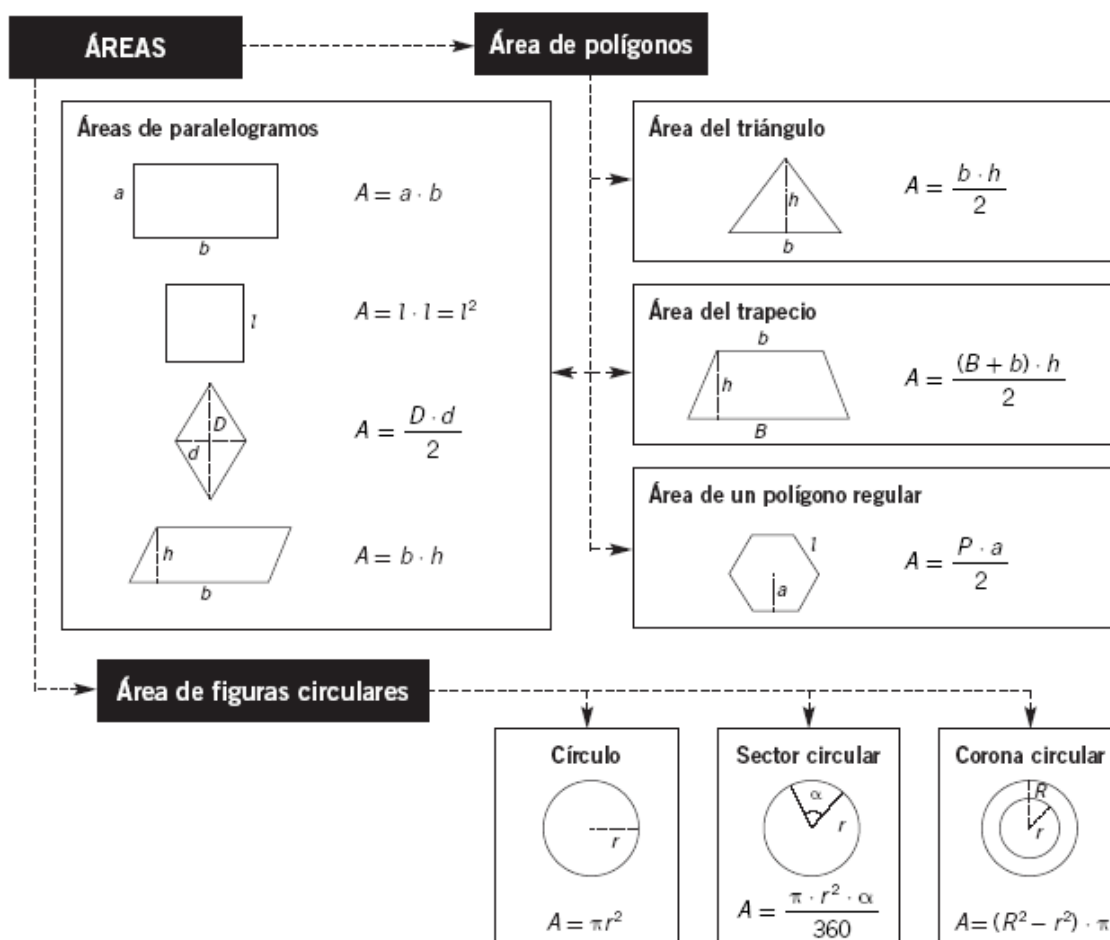 ÁREAS
Área de polígonos
Áreas de paralelogramos
a
b
A = a · b
l
A = l · l = l²
D
d
A = D · d / 2
h
b
A = b · h
Área del triángulo
h
b
A = b · h / 2
Área del trapecio
b
h
B
A = (B + b) · h / 2
Área de un polígono regular
l
a
A = P · a / 2
Área de figuras circulares
Círculo
r
A = πr²
Sector circular
α
r
A = π · r² · α / 360
Corona circular
R
r
A = (R² − r²) · π